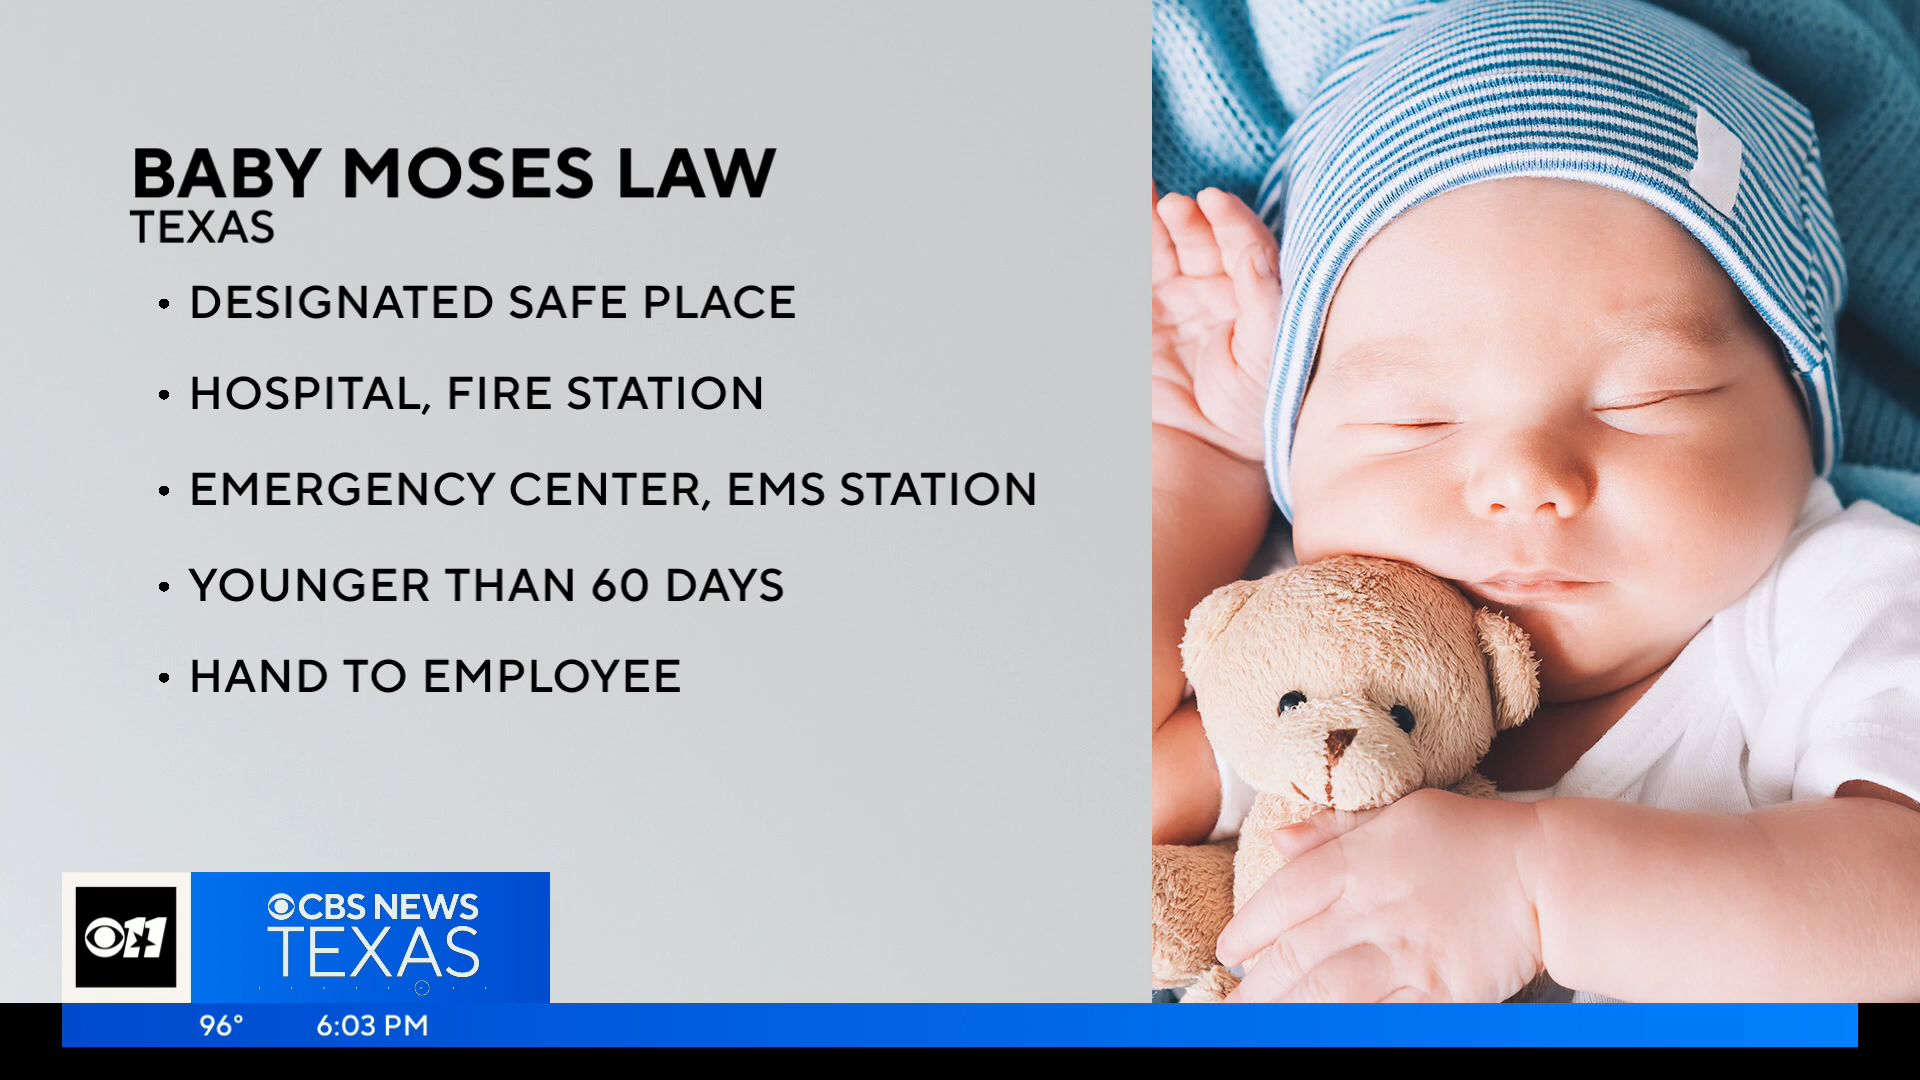 BABY MOSES LAW
TEXAS
• DESIGNATED SAFE PLACE
• HOSPITAL, FIRE STATION
• EMERGENCY CENTER, EMS STATION
• YOUNGER THAN 60 DAYS
• HAND TO EMPLOYEE
11
CBS NEWS
TEXAS
96° 6:03 PM